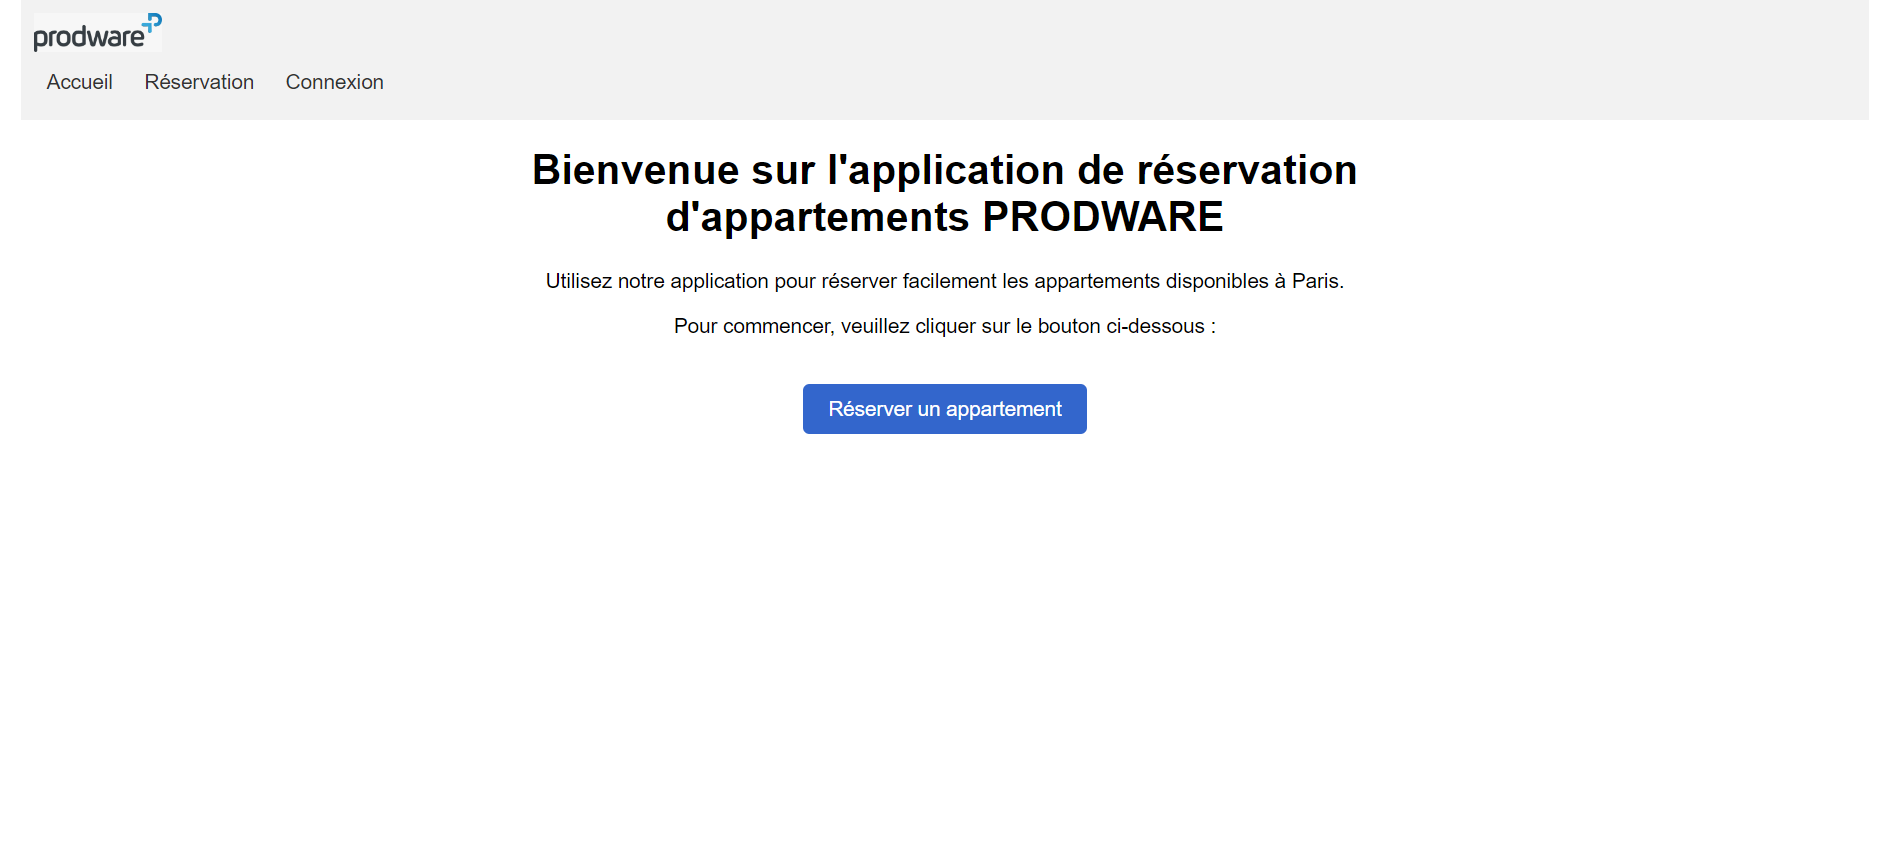 prodware
Accueil Réservation Connexion
Bienvenue sur l'application de réservation
d'appartements PRODWARE
Utilisez notre application pour réserver facilement les appartements disponibles à Paris.
Pour commencer, veuillez cliquer sur le bouton ci-dessous :
Réserver un appartement